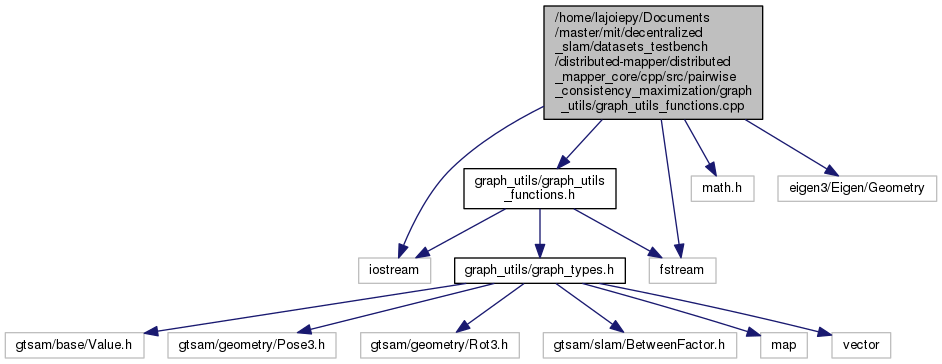 /home/lajoiepy/Documents
/master/mit/decentralized
_slam/datasets_testbench
/distributed-mapper/distributed
_mapper_core/cpp/src/pairwise
_consistency_maximization/graph
_utils/graph_utils_functions.cpp
graph_utils/graph_utils
_functions.h
math.h
eigen3/Eigen/Geometry
iostream
graph_utils/graph_types.h
fstream
gtsam/base/Value.h
gtsam/geometry/Pose3.h
gtsam/geometry/Rot3.h
gtsam/slam/BetweenFactor.h
map
vector